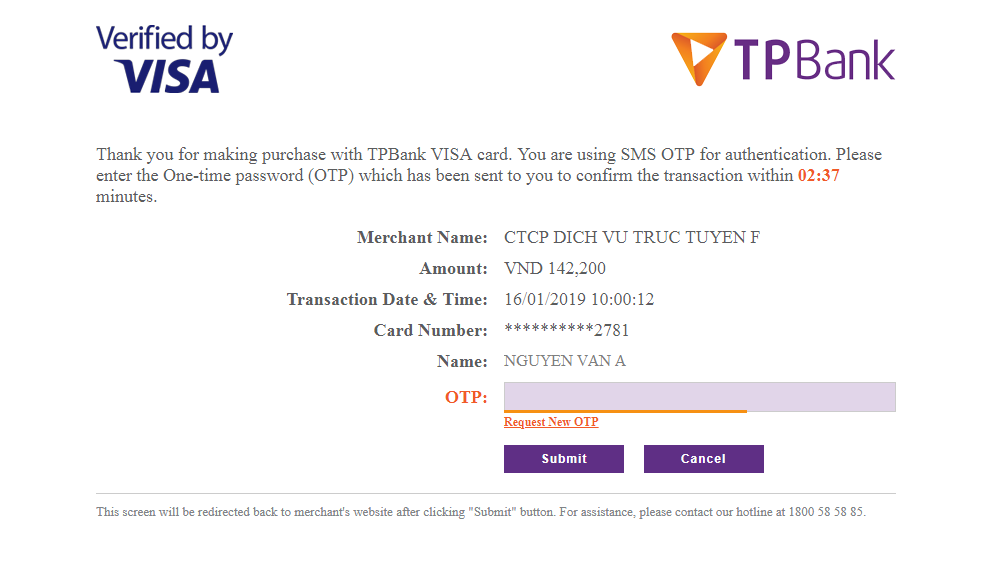 Verified by
VISA
TPBank
Thank you for making purchase with TPBank VISA card. You are using SMS OTP for authentication. Please
enter the One-time password (OTP) which has been sent to you to confirm the transaction within 02:37
minutes.
Merchant Name: CTCP DICH VU TRUC TUYEN F
Amount: VND 142,200
Transaction Date & Time: 16/01/2019 10:00:12
Card Number: **********2781
Name: NGUYEN VAN A
OTP:
Request New OTP
Submit Cancel
This screen will be redirected back to merchant's website after clicking "Submit" button. For assistance, please contact our hotline at 1800 58 58 85.